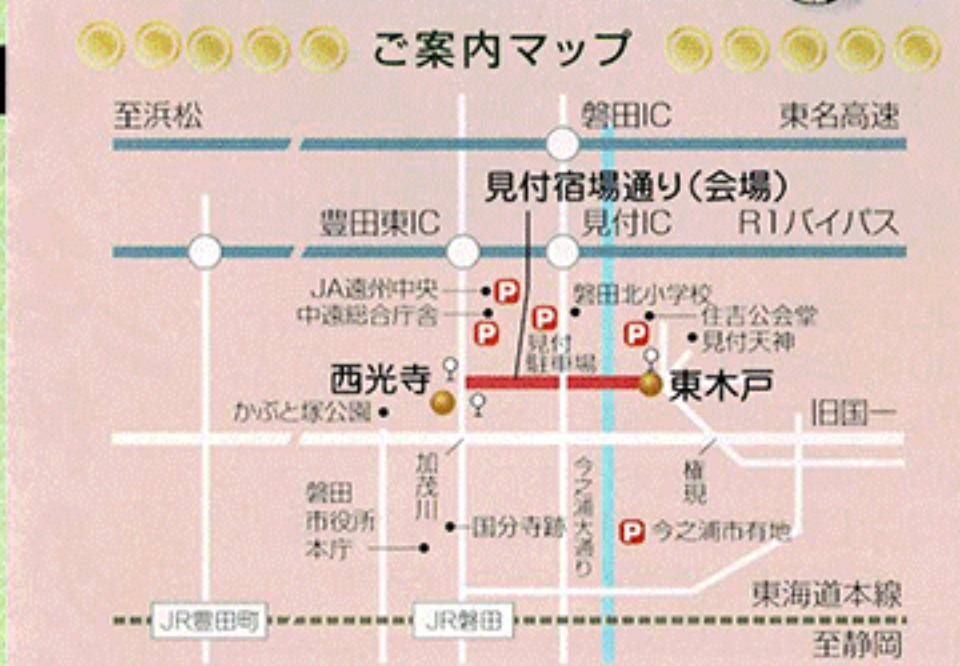 ご案内マップ
至浜松
磐田IC
東名高速
見付宿場通り(会場)
豊田東IC
見付IC
R1バイパス
JA遠州中央
P
磐田北小学校
中遠総合庁舎
P
P
住吉公会堂
P
見付天神
見付
駐車場
西光寺
東木戸
かぶと塚公園
旧国一
加茂川
今之浦大通り
権現
磐田
市役所
本庁
国分寺跡
P
今之浦市有地
東海道本線
JR豊田町
JR磐田
至静岡